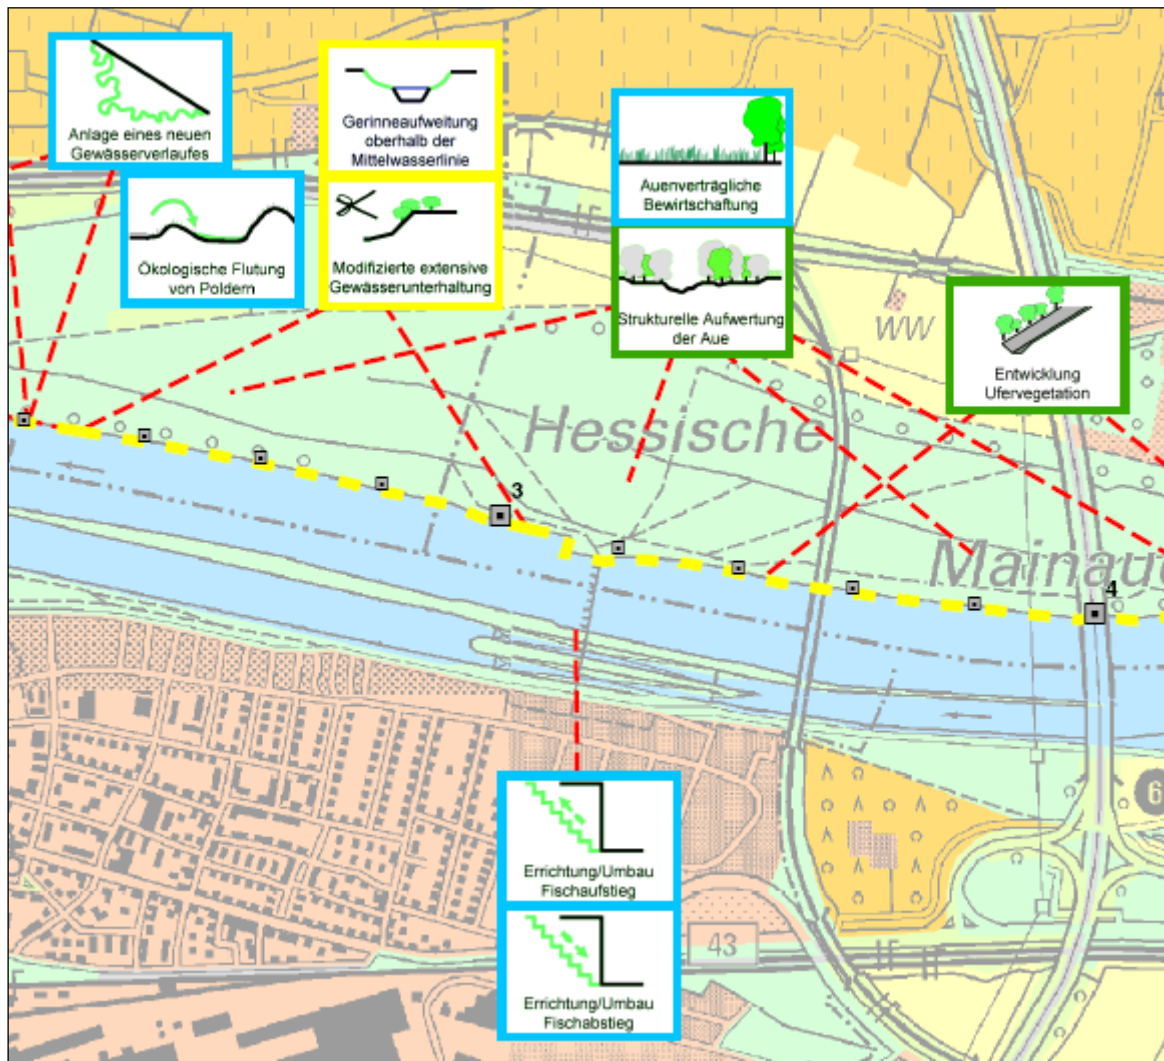 Anlage eines neuen
Gewässerverlaufes
Ökologische Flutung
von Poldern
Gerinneaufweitung
oberhalb der
Mittelwasserlinie
Modifizierte extensive
Gewässerunterhaltung
Auenverträgliche
Bewirtschaftung
Strukturelle Aufwertung
der Aue
WW
Entwicklung
Ufervegetation
Hessische
3
Mainaue
4
6
Errichtung/Umbau
Fischaufstieg
43
Errichtung/Umbau
Fischabstieg